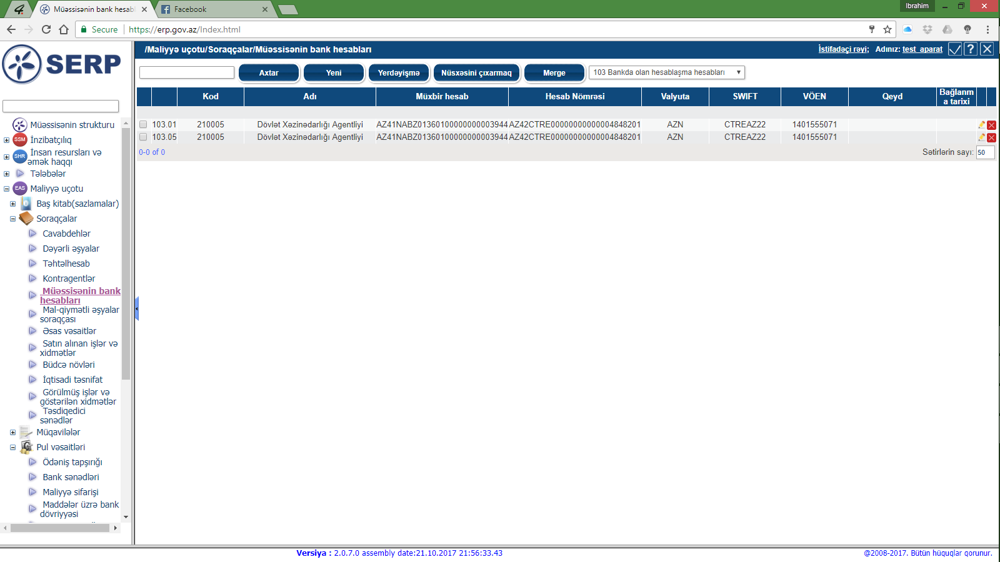 Müəssisənin bank hesabl
Facebook
Ibrahim
Secure
https://erp.gov.az/Index.html
SERP
/Maliyyə uçotu/Soraqçalar/Müəssisənin bank hesabları
İstifadəçi rəyi; Adınız: test_aparat
Axtar
Yeni
Yerdəyişmə
Nüsxəsini çıxarmaq
Merge
103 Bankda olan hesablaşma hesabları
Kod Adı Müxbir hesab Hesab Nömrəsi Valyuta SWIFT VÖEN Qeyd Bağlanm
a tarixi
103.01 210005 Dövlət Xəzinədarlığı Agentliyi AZ41NABZ01360100000000003944 AZ42CTRE00000000000004848201 AZN CTREAZ22 1401555071
103.05 210005 Dövlət Xəzinədarlığı Agentliyi AZ41NABZ01360100000000003944 AZ42CTRE00000000000004848201 AZN CTREAZ22 1401555071
0-0 of 0
Sətirlərin sayı: 50
Müəssisənin strukturu
SSM İnzibatçılıq
SHR İnsan resursları və
əmək haqqı
Tələbələr
EAS Maliyyə uçotu
Baş kitab(sazlamalar)
Soraqçalar
Cavabdehlər
Dəyərli əşyalar
Təhtəlhesab
Kontragentlər
Müəssisənin bank
hesabları
Mal-qiymətli əşyalar
soraqçası
Əsas vəsaitlər
Satın alınan işlər və
xidmətlər
Büdcə növləri
İqtisadi təsnifat
Görülmüş işlər və
göstərilən xidmətlər
Təsdiqedici
sənədlər
Müqavilələr
Pul vəsaitləri
Ödəniş tapşırığı
Bank sənədləri
Maliyyə sifarişi
Maddələr üzrə bank
dövriyyəsi
Versiya : 2.0.7.0 assembly date:21.10.2017 21:56:33.43
@2008-2017. Bütün hüquqlar qorunur.